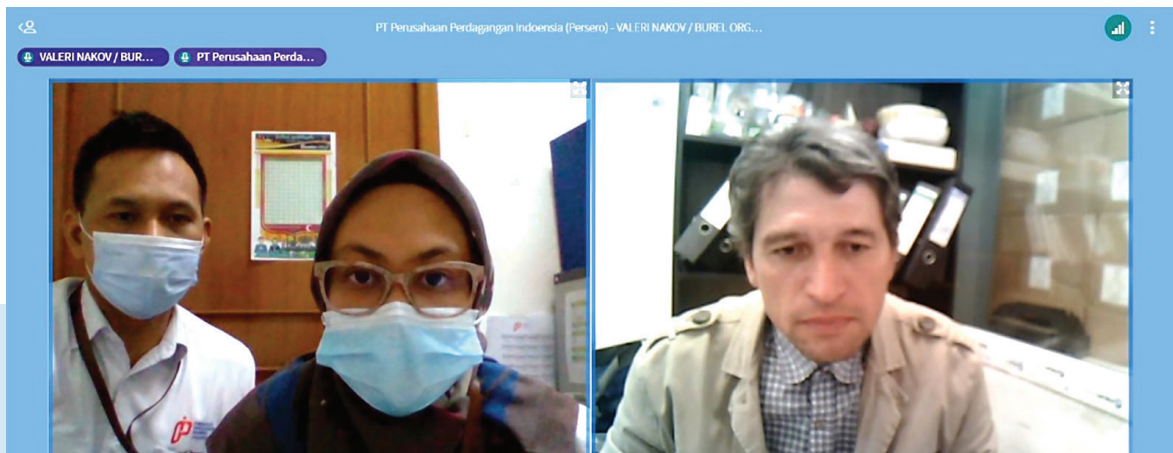 PT Perusahaan Perdagangan Indoensia (Persero) - VALERI NAKOV / BUREL ORG...
VALERI NAKOV / BUR...
PT Perusahaan Perda...